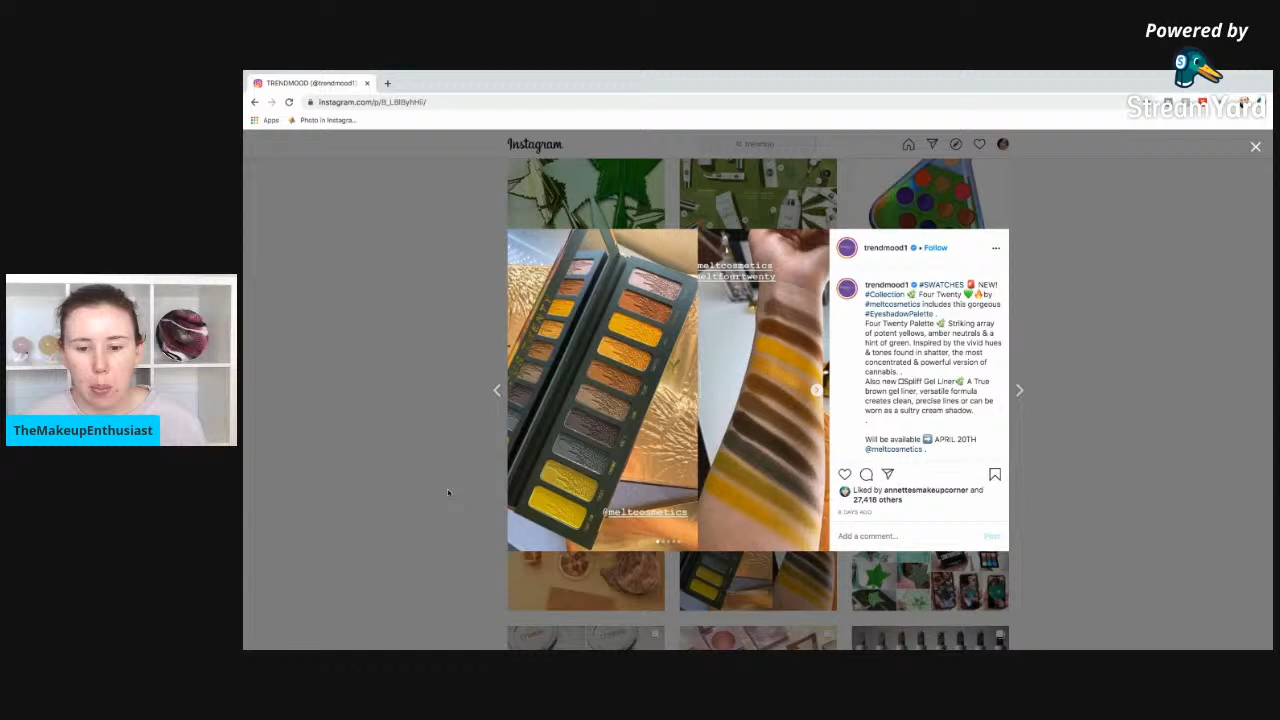 Powered by
StreamYard
TRENDMOOD (@trendmood1)
instagram.com/p/B_LBlByhHEi/
Apps
Photo in Instagra...
Instagram
meltcosmetics
meltfourtwenty
@meltcosmetics
trendmood1 • Follow
trendmood1 #SWATCHES 🚨 NEW!
#Collection 🌿 Four Twenty 💚🔥by
#meltcosmetics includes this gorgeous
#EyeshadowPalette .
Four Twenty Palette 🌿 Striking array
of potent yellows, amber neutrals & a
hint of green. Inspired by the vivid hues
& tones found in shatter, the most
concentrated & powerful version of
cannabis. .
Also new ☐Spliff Gel Liner🌿 A True
brown gel liner, versatile formula
creates clean, precise lines or can be
worn as a sultry cream shadow.
.
Will be available ➡️ APRIL 20TH
@meltcosmetics .
Liked by annettesmakeupcorner and
27,418 others
6 DAYS AGO
Add a comment...
Post
TheMakeupEnthusiast